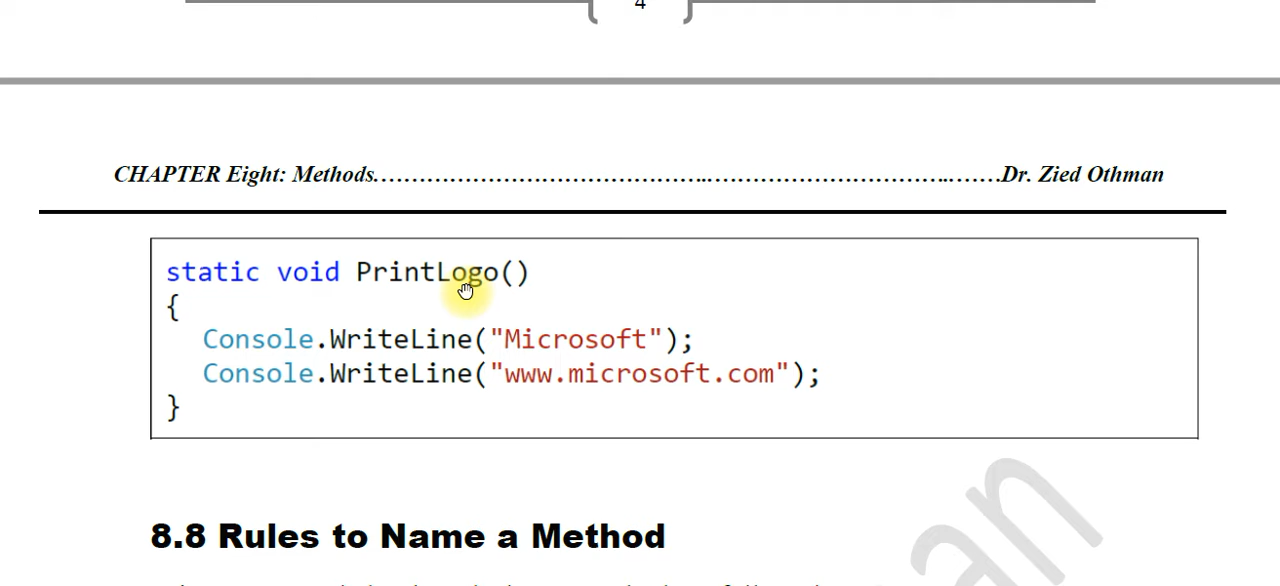 4
CHAPTER Eight: Methods…………………………………………………………………Dr. Zied Othman
static void PrintLogo()
{
Console.WriteLine("Microsoft");
Console.WriteLine("www.microsoft.com");
}
8.8 Rules to Name a Method
an